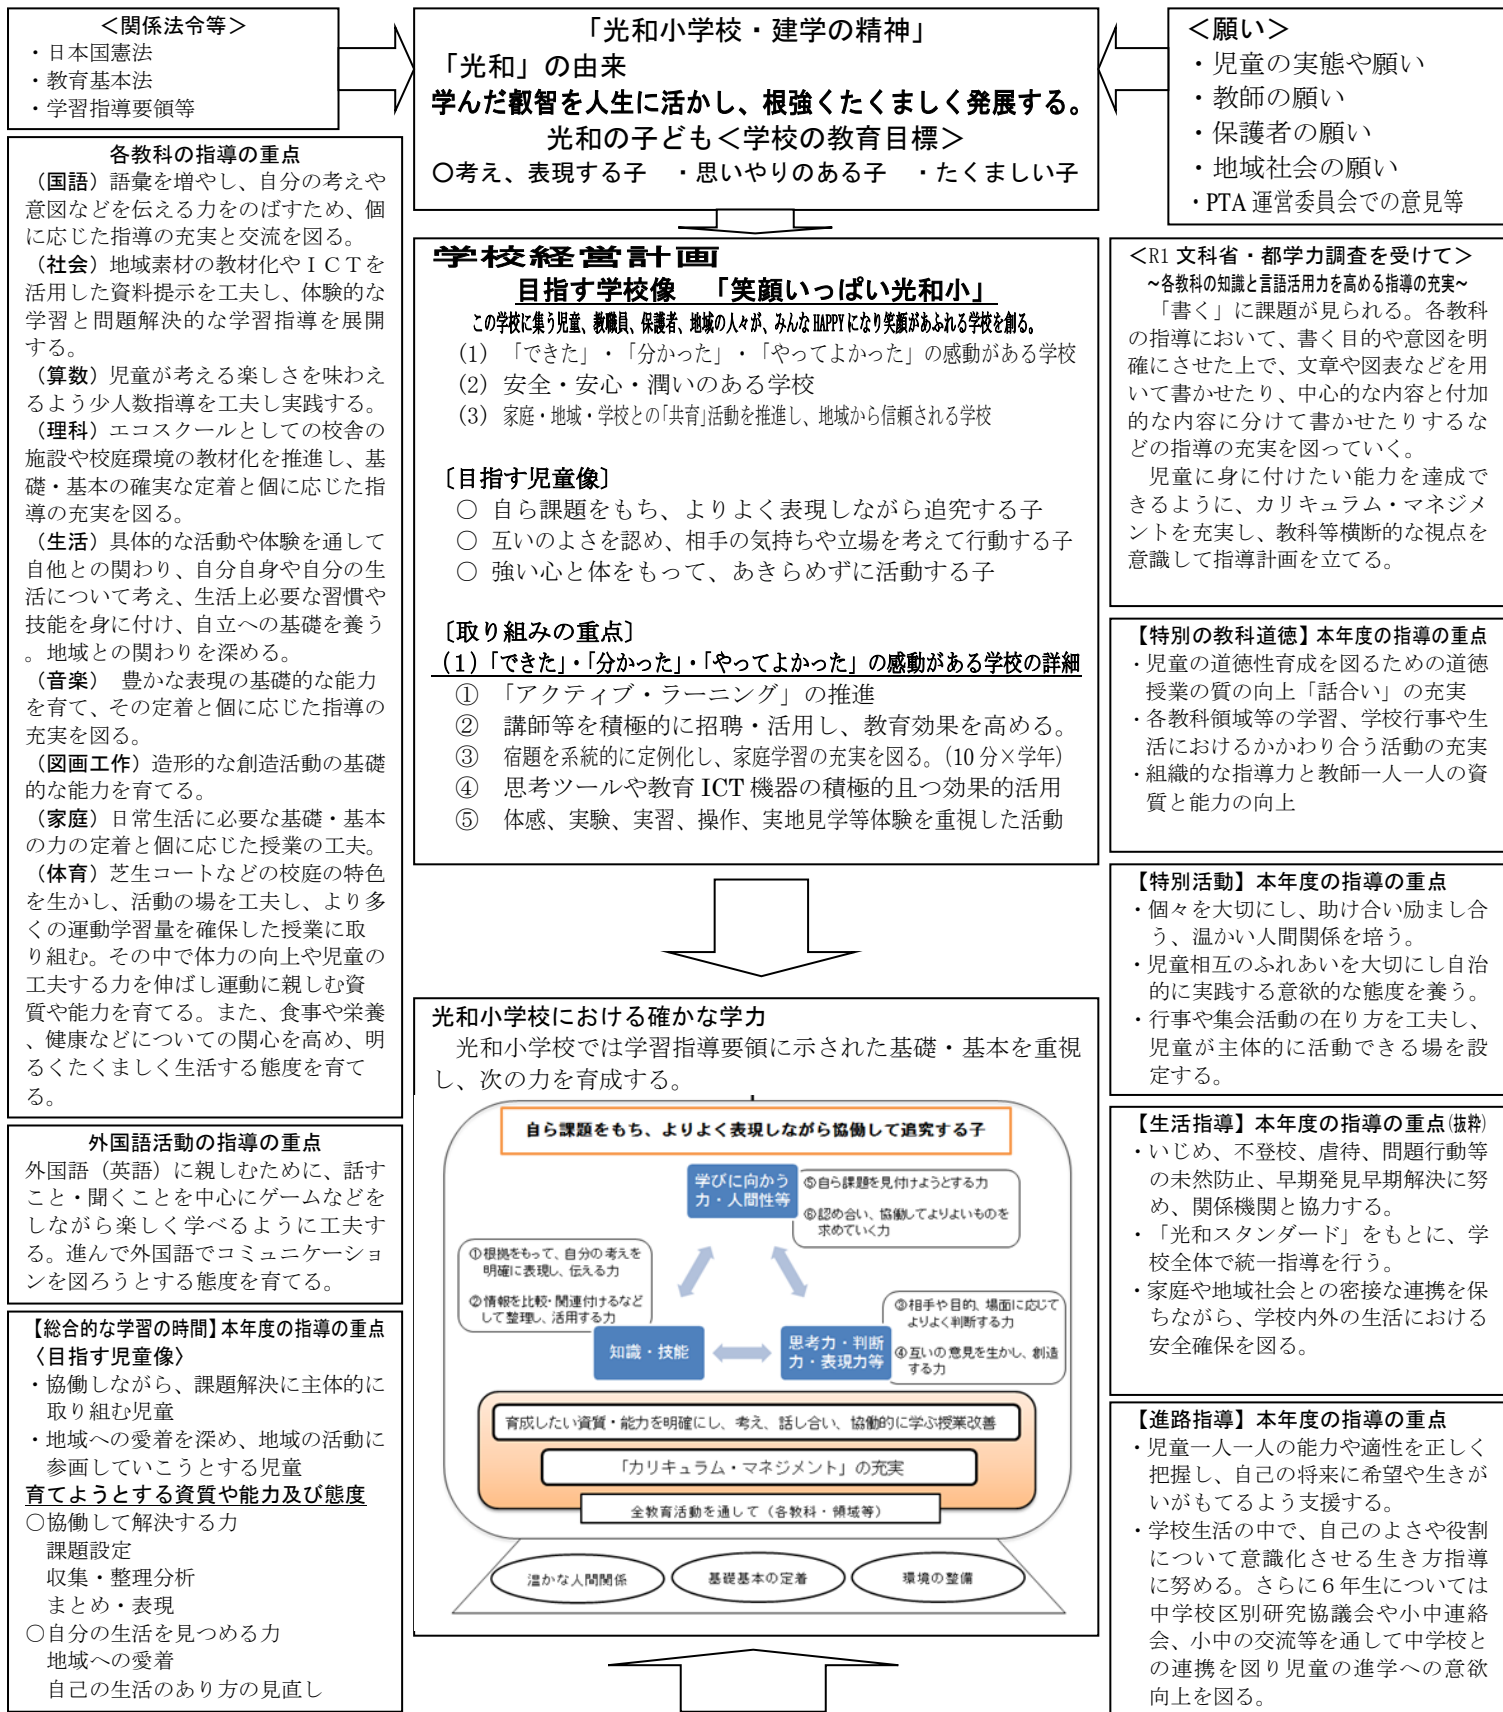 ＜関係法令等＞
・日本国憲法
・教育基本法
・学習指導要領等
「光和小学校・建学の精神」
「光和」の由来
学んだ叡智を人生に活かし、根強くたくましく発展する。
光和の子ども＜学校の教育目標＞
○考え、表現する子　・思いやりのある子　・たくましい子
＜願い＞
・児童の実態や願い
・教師の願い
・保護者の願い
・地域社会の願い
・PTA 運営委員会での意見等
各教科の指導の重点
（国語）語彙を増やし、自分の考えや
意図などを伝える力をのばすため、個
に応じた指導の充実と交流を図る。
（社会）地域素材の教材化やＩＣＴを
活用した資料提示を工夫し、体験的な
学習と問題解決的な学習指導を展開
する。
（算数）児童が考える楽しさを味わえ
るよう少人数指導を工夫し実践する。
（理科）エコスクールとしての校舎の
施設や校庭環境の教材化を推進し、基
礎・基本の確実な定着と個に応じた指
導の充実を図る。
（生活）具体的な活動や体験を通して
自他との関わり、自分自身や自分の生
活について考え、生活上必要な習慣や
技能を身に付け、自立への基礎を養う
。地域との関わりを深める。
（音楽）　豊かな表現の基礎的な能力
を育て、その定着と個に応じた指導の
充実を図る。
（図画工作）造形的な創造活動の基礎
的な能力を育てる。
（家庭）日常生活に必要な基礎・基本
の力の定着と個に応じた授業の工夫。
（体育）芝生コートなどの校庭の特色
を生かし、活動の場を工夫し、より多
くの運動学習量を確保した授業に取
り組む。その中で体力の向上や児童の
工夫する力を伸ばし運動に親しむ資
質や能力を育てる。また、食事や栄養
、健康などについての関心を高め、明
るくたくましく生活する態度を育て
る。
外国語活動の指導の重点
外国語（英語）に親しむために、話す
こと・聞くことを中心にゲームなどを
しながら楽しく学べるように工夫す
る。進んで外国語でコミュニケーショ
ンを図ろうとする態度を育てる。
【総合的な学習の時間】本年度の指導の重点
〈目指す児童像〉
・協働しながら、課題解決に主体的に
取り組む児童
・地域への愛着を深め、地域の活動に
参画していこうとする児童
育てようとする資質や能力及び態度
○協働して解決する力
課題設定
収集・整理分析
まとめ・表現
○自分の生活を見つめる力
地域への愛着
自己の生活のあり方の見直し
学校経営計画
目指す学校像　「笑顔いっぱい光和小」
この学校に集う児童、教職員、保護者、地域の人々が、みんな HAPPY になり笑顔があふれる学校を創る。
(1)　「できた」・「分かった」・「やってよかった」の感動がある学校
(2)　安全・安心・潤いのある学校
(3)　家庭・地域・学校との「共育」活動を推進し、地域から信頼される学校
〔目指す児童像〕
○　自ら課題をもち、よりよく表現しながら追究する子
○　互いのよさを認め、相手の気持ちや立場を考えて行動する子
○　強い心と体をもって、あきらめずに活動する子
〔取り組みの重点〕
（１）「できた」・「分かった」・「やってよかった」の感動がある学校の詳細
①　「アクティブ・ラーニング」の推進
②　講師等を積極的に招聘・活用し、教育効果を高める。
③　宿題を系統的に定例化し、家庭学習の充実を図る。(10 分×学年)
④　思考ツールや教育 ICT 機器の積極的且つ効果的活用
⑤　体感、実験、実習、操作、実地見学等体験を重視した活動
光和小学校における確かな学力
光和小学校では学習指導要領に示された基礎・基本を重視
し、次の力を育成する。
自ら課題をもち、よりよく表現しながら協働して追究する子
学びに向かう
力・人間性等
⑤自ら課題を見付けようとする力
⑥認め合い、協働してよりよいものを
求めていく力
①根拠をもって、自分の考えを
明確に表現し、伝える力
②情報を比較・関連付けるなど
して整理し、活用する力
知識・技能
思考力・判断
力・表現力等
③相手や目的、場面に応じて
よりよく判断する力
④互いの意見を生かし、創造
する力
育成したい資質・能力を明確にし、考え、話し合い、協働的に学ぶ授業改善
「カリキュラム・マネジメント」の充実
全教育活動を通して（各教科・領域等）
温かな人間関係
基礎基本の定着
環境の整備
＜R1 文科省・都学力調査を受けて＞
～各教科の知識と言語活用力を高める指導の充実～
「書く」に課題が見られる。各教科
の指導において、書く目的や意図を明
確にさせた上で、文章や図表などを用
いて書かせたり、中心的な内容と付加
的な内容に分けて書かせたりするな
どの指導の充実を図っていく。
児童に身に付けたい能力を達成で
きるように、カリキュラム・マネジメ
ントを充実し、教科等横断的な視点を
意識して指導計画を立てる。
【特別の教科道徳】本年度の指導の重点
・児童の道徳性育成を図るための道徳
授業の質の向上「話合い」の充実
・各教科領域等の学習、学校行事や生
活におけるかかわり合う活動の充実
・組織的な指導力と教師一人一人の資
質と能力の向上
【特別活動】本年度の指導の重点
・個々を大切にし、助け合い励まし合
う、温かい人間関係を培う。
・児童相互のふれあいを大切にし自治
的に実践する意欲的な態度を養う。
・行事や集会活動の在り方を工夫し、
児童が主体的に活動できる場を設
定する。
【生活指導】本年度の指導の重点(抜粋)
・いじめ、不登校、虐待、問題行動等
の未然防止、早期発見早期解決に努
め、関係機関と協力する。
・「光和スタンダード」をもとに、学
校全体で統一指導を行う。
・家庭や地域社会との密接な連携を保
ちながら、学校内外の生活における
安全確保を図る。
【進路指導】本年度の指導の重点
・児童一人一人の能力や適性を正しく
把握し、自己の将来に希望や生きが
いがもてるよう支援する。
・学校生活の中で、自己のよさや役割
について意識化させる生き方指導
に努める。さらに６年生については
中学校区別研究協議会や小中連絡
会、小中の交流等を通して中学校と
の連携を図り児童の進学への意欲
向上を図る。